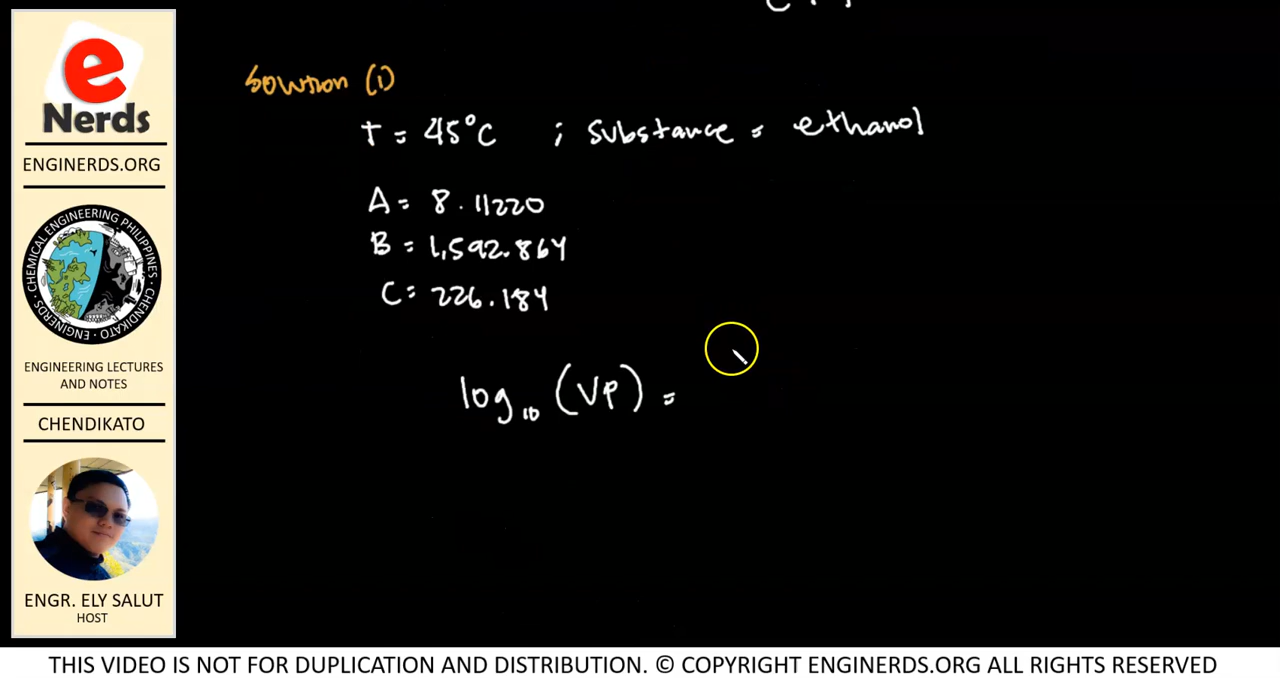 e
Nerds
ENGINERDS.ORG
CHEMICAL ENGINEERING PHILIPPINES • CHENDIKATO • ENGINERDS •
ENGINEERING LECTURES
AND NOTES
CHENDIKATO
ENGR. ELY SALUT
HOST
Solution (1)
T = 45°C ; substance = ethanol
A = 8.11220
B = 1,592.864
C = 226.184
log₁₀ (VP) =
THIS VIDEO IS NOT FOR DUPLICATION AND DISTRIBUTION. © COPYRIGHT ENGINERDS.ORG ALL RIGHTS RESERVED